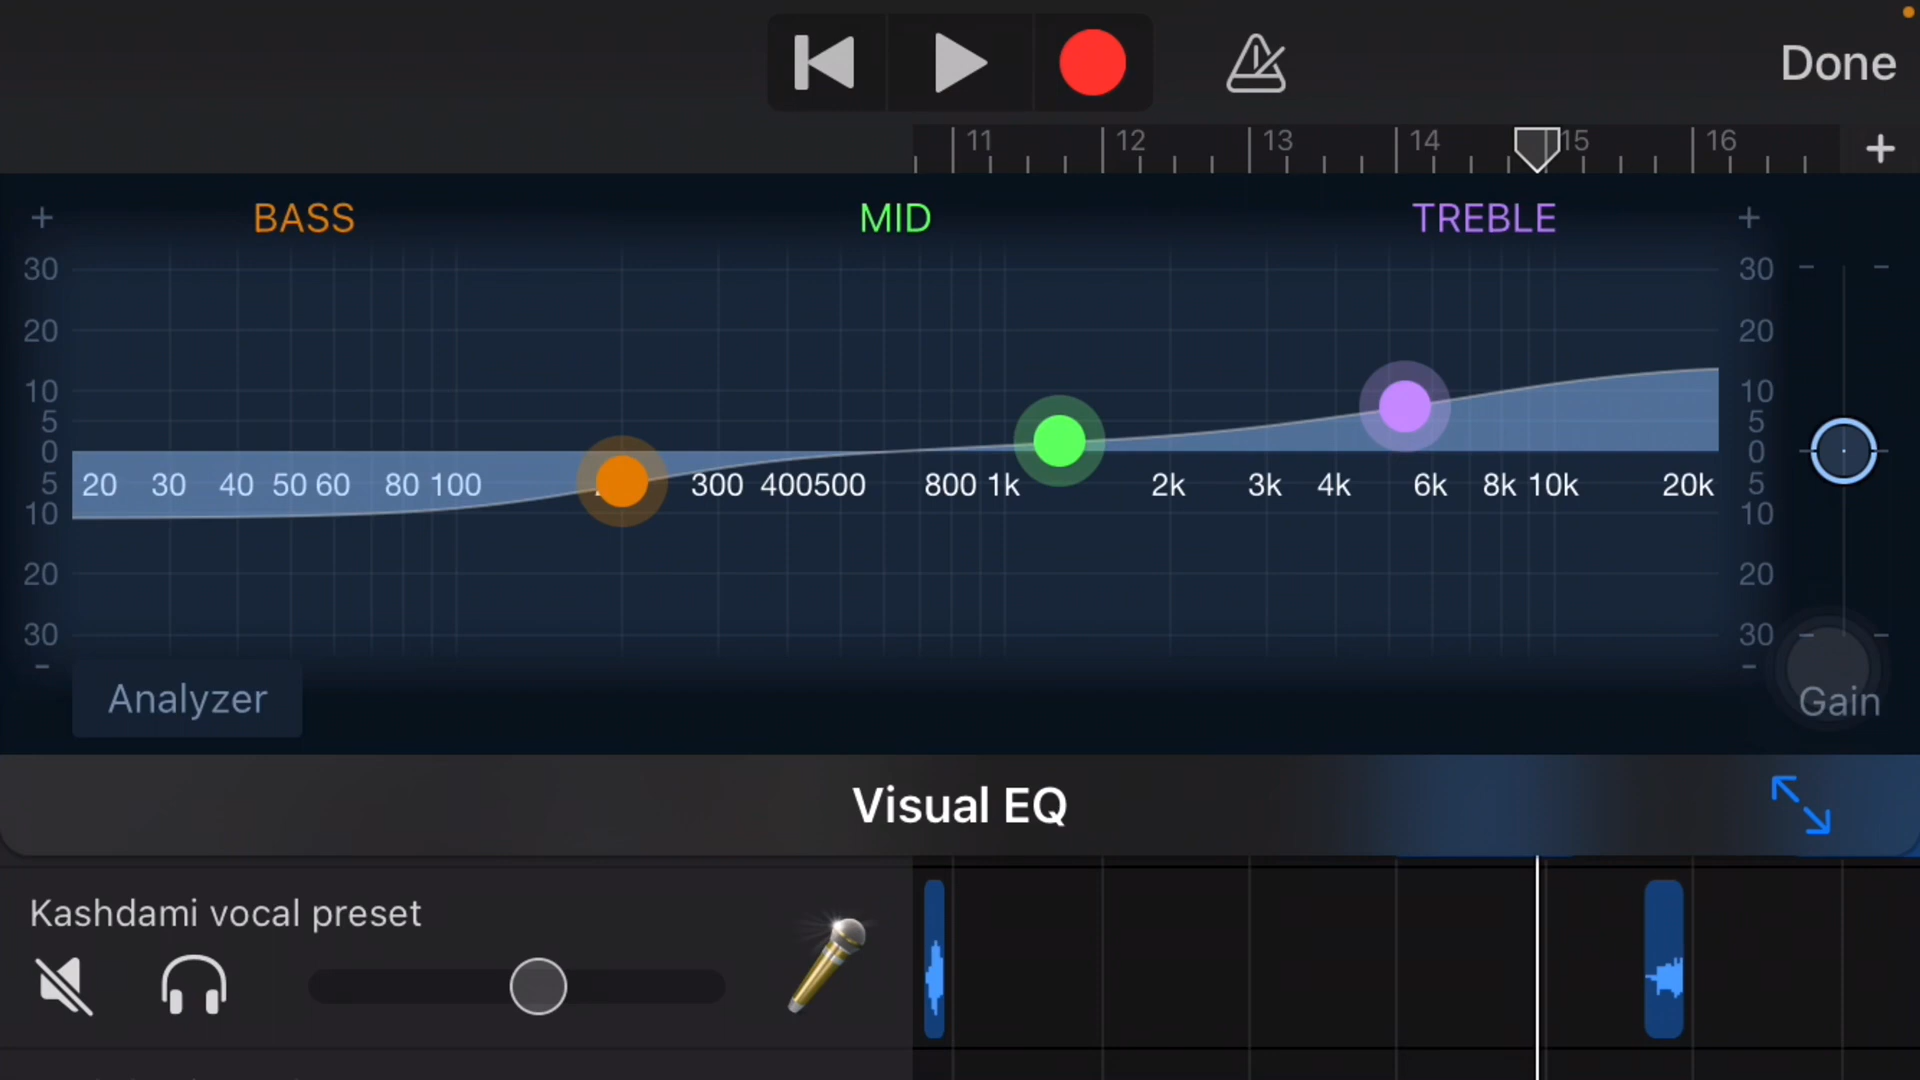 Done
11 12 13 14 15 16 +
+ BASS MID TREBLE +
30 30
20 20
10 10
5 5
0 0
20 30 40 50 60 80 100 300 400 500 800 1k 2k 3k 4k 6k 8k 10k 20k
5 5
10 10
20 20
30 30
- -
Analyzer Gain
Visual EQ
Kashdami vocal preset